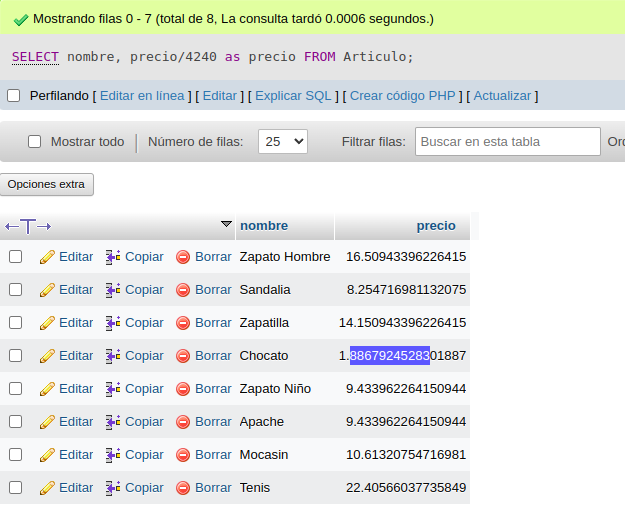 Mostrando filas 0 - 7 (total de 8, La consulta tardó 0.0006 segundos.)
SELECT nombre, precio/4240 as precio FROM Articulo;
Perfilando [ Editar en línea ] [ Editar ] [ Explicar SQL ] [ Crear código PHP ] [ Actualizar ]
Mostrar todo Número de filas: 25 Filtrar filas: Buscar en esta tabla Or
Opciones extra
nombre precio
Editar Copiar Borrar Zapato Hombre 16.50943396226415
Editar Copiar Borrar Sandalia 8.254716981132075
Editar Copiar Borrar Zapatilla 14.150943396226415
Editar Copiar Borrar Chocato 1.8867924528301887
Editar Copiar Borrar Zapato Niño 9.433962264150944
Editar Copiar Borrar Apache 9.433962264150944
Editar Copiar Borrar Mocasin 10.61320754716981
Editar Copiar Borrar Tenis 22.40566037735849